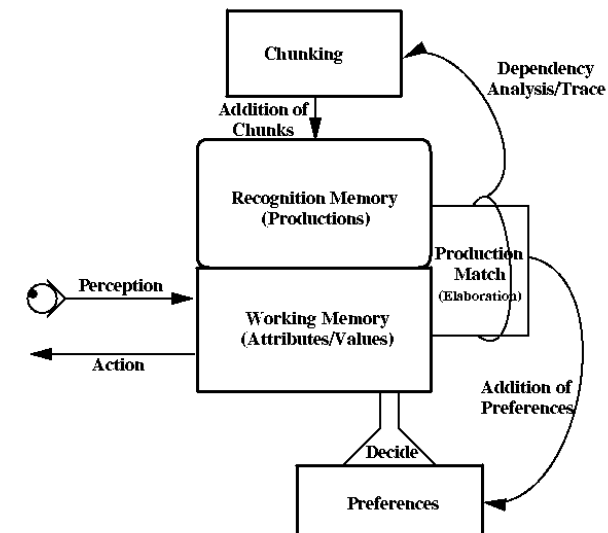 Chunking
Dependency
Analysis/Trace
Addition of
Chunks
Recognition Memory
(Productions)
Production
Match
(Elaboration)
Perception
Working Memory
(Attributes/Values)
Action
Addition of
Preferences
Decide
Preferences